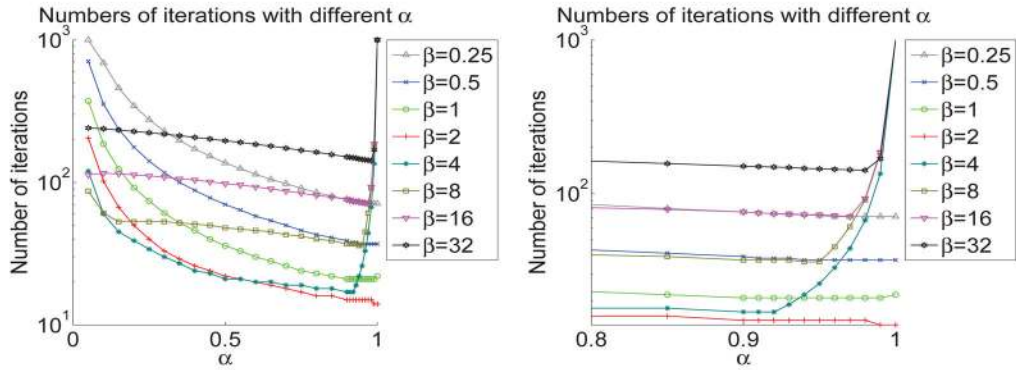 Numbers of iterations with different α
10³
10²
10¹
Number of iterations
0
0.5
1
α
β=0.25
β=0.5
β=1
β=2
β=4
β=8
β=16
β=32
Numbers of iterations with different α
10³
10²
Number of iterations
0.8
0.9
1
α
β=0.25
β=0.5
β=1
β=2
β=4
β=8
β=16
β=32